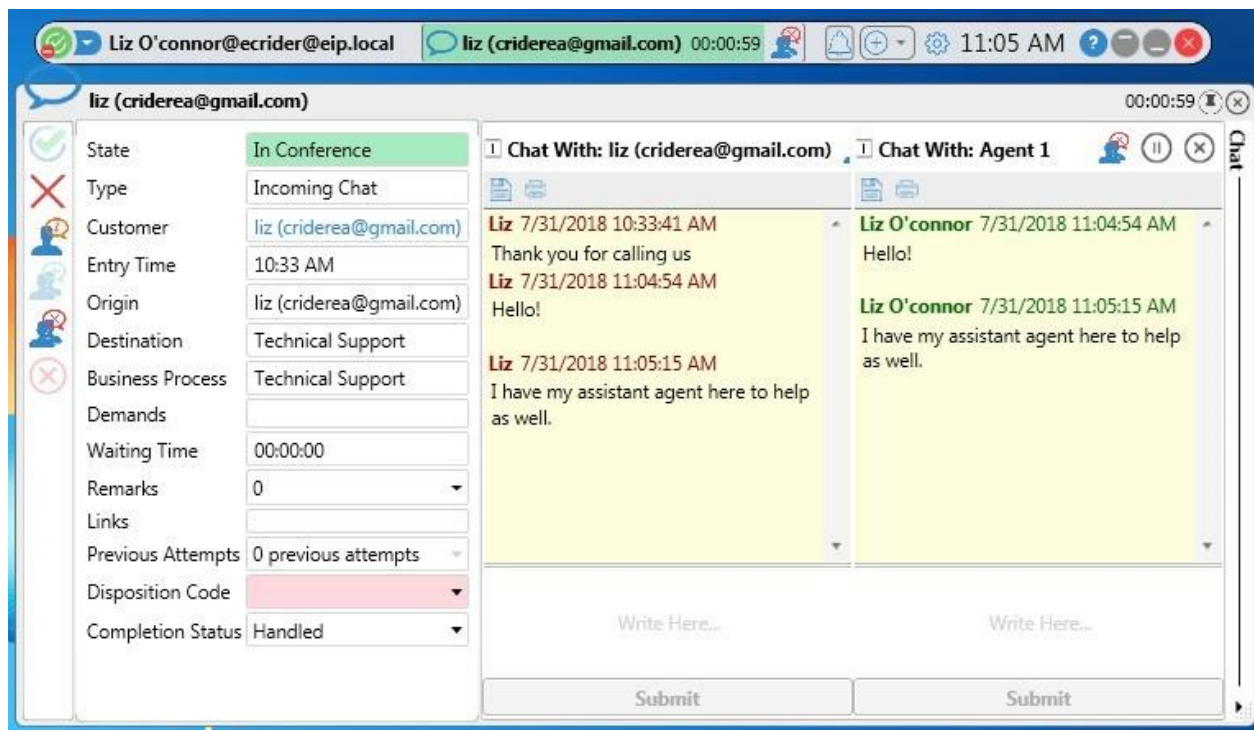 Liz O'connor@ecrider@eip.local
liz (criderea@gmail.com) 00:00:59
11:05 AM
liz (criderea@gmail.com)
00:00:59
State In Conference
Type Incoming Chat
Customer liz (criderea@gmail.com)
Entry Time 10:33 AM
Origin liz (criderea@gmail.com)
Destination Technical Support
Business Process Technical Support
Demands
Waiting Time 00:00:00
Remarks 0
Links
Previous Attempts 0 previous attempts
Disposition Code
Completion Status Handled
Chat With: liz (criderea@gmail.com)
Liz 7/31/2018 10:33:41 AM
Thank you for calling us
Liz 7/31/2018 11:04:54 AM
Hello!
Liz 7/31/2018 11:05:15 AM
I have my assistant agent here to help
as well.
Write Here...
Submit
Chat With: Agent 1
Liz O'connor 7/31/2018 11:04:54 AM
Hello!
Liz O'connor 7/31/2018 11:05:15 AM
I have my assistant agent here to help
as well.
Write Here...
Submit
Chat